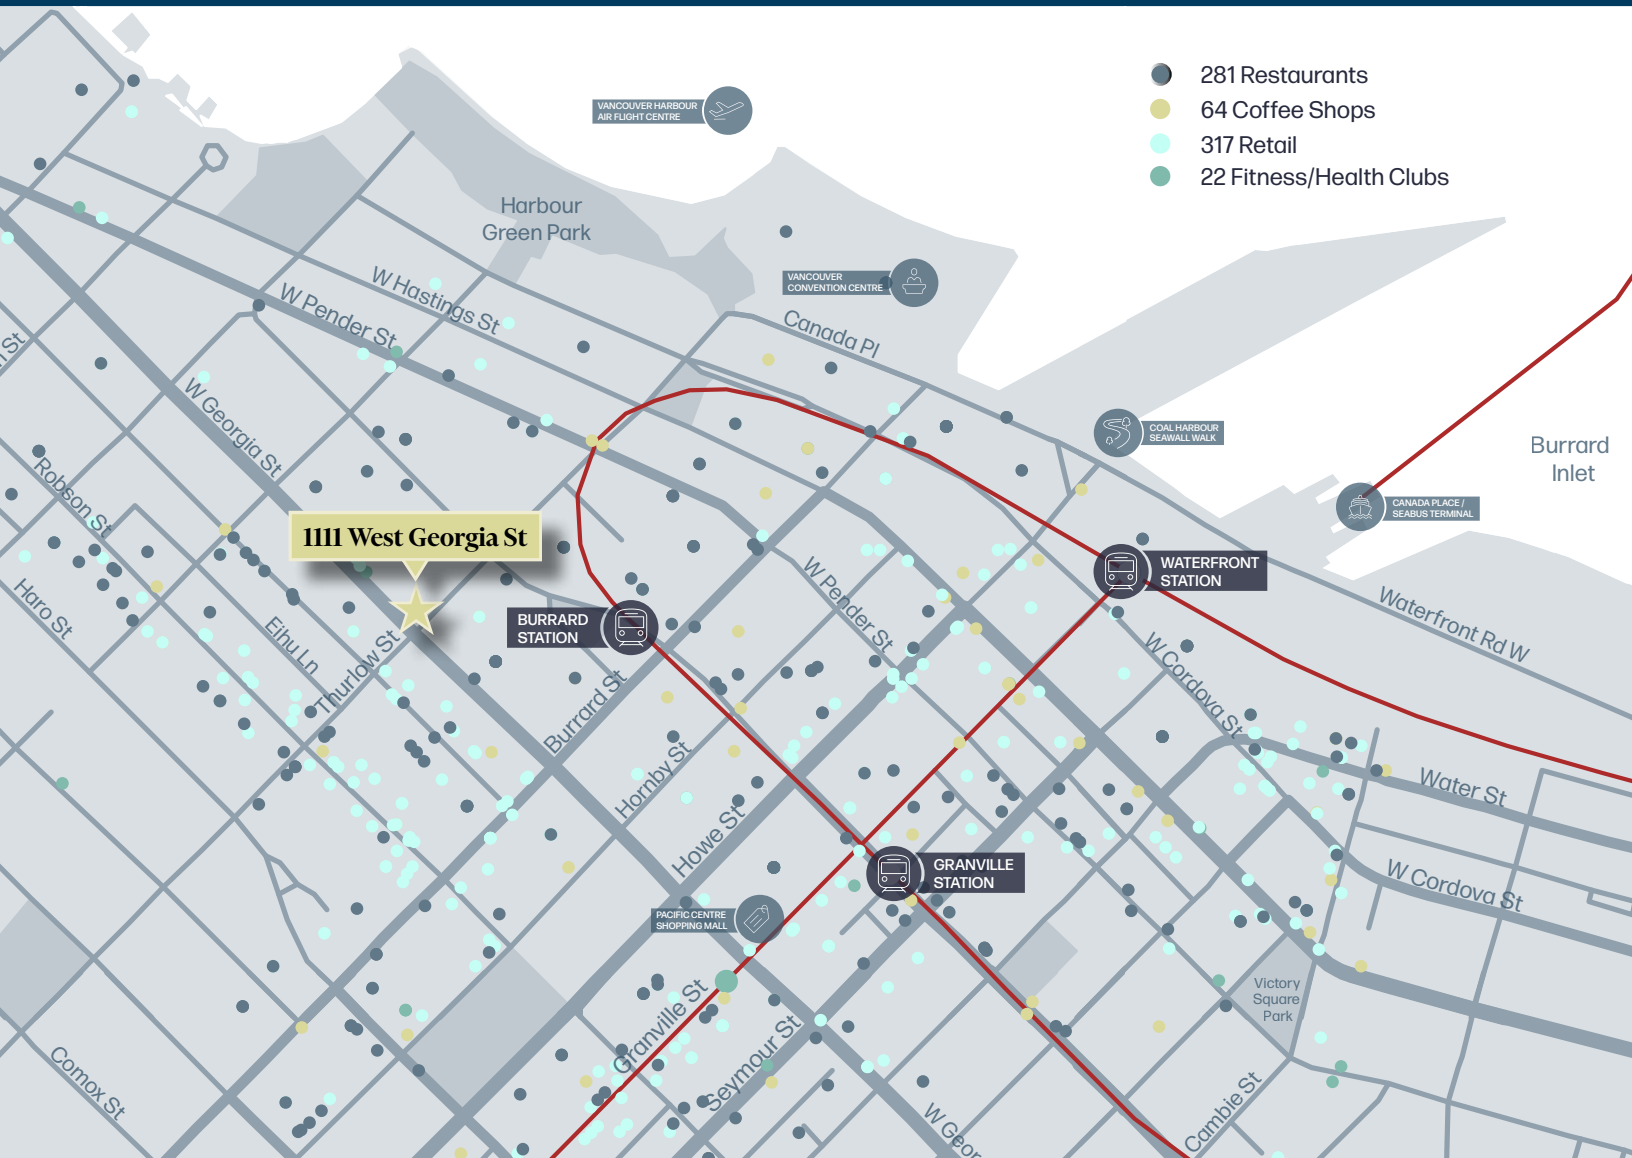 281 Restaurants
64 Coffee Shops
317 Retail
22 Fitness/Health Clubs
VANCOUVER HARBOUR
AIR FLIGHT CENTRE
Harbour
Green Park
VANCOUVER
CONVENTION CENTRE
W Hastings St
W Pender St
Canada Pl
W Georgia St
COAL HARBOUR
SEAWALL WALK
Burrard
Inlet
Robson St
CANADA PLACE /
SEABUS TERMINAL
1111 West Georgia St
WATERFRONT
STATION
W Pender St
Haro St
Eihu Ln
Thurlow St
BURRARD
STATION
Waterfront Rd W
W Cordova St
Burrard St
Hornby St
Howe St
Water St
GRANVILLE
STATION
W Cordova St
PACIFIC CENTRE
SHOPPING MALL
Victory
Square
Park
Granville St
Seymour St
Comox St
W Geor
Cambie St